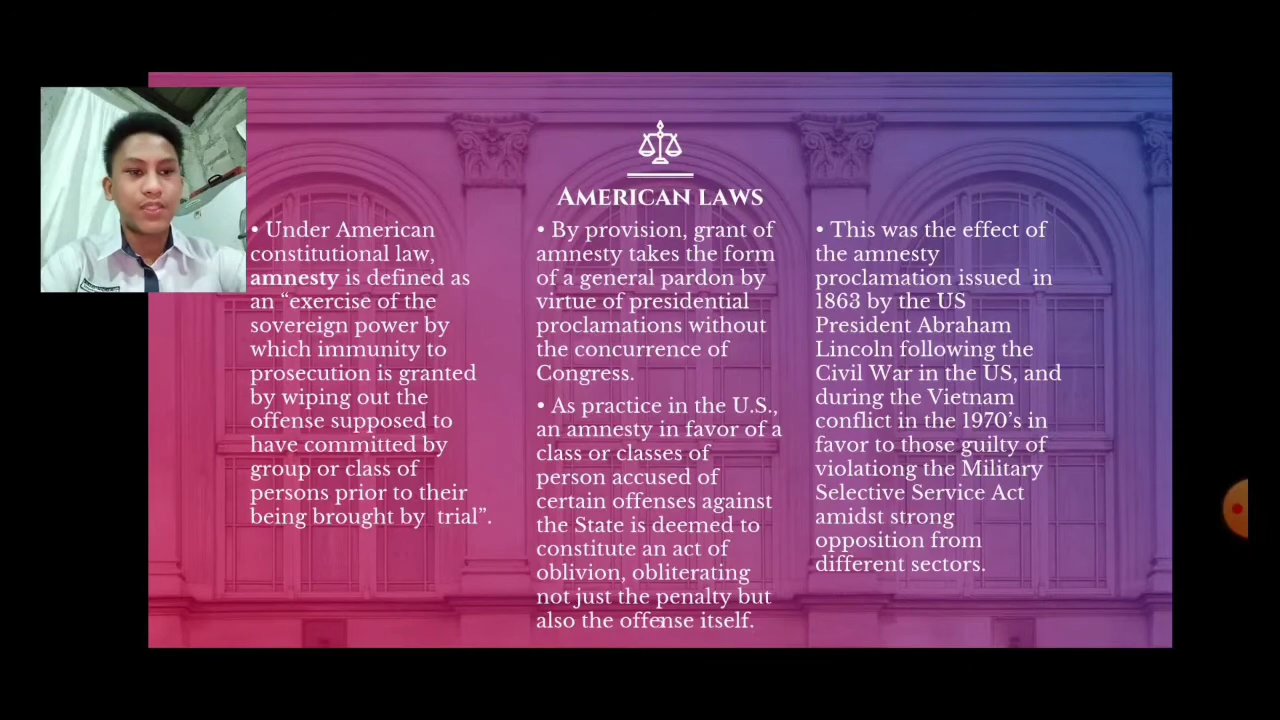 AMERICAN LAWS
• Under American
constitutional law,
amnesty is defined as
an “exercise of the
sovereign power by
which immunity to
prosecution is granted
by wiping out the
offense supposed to
have committed by
group or class of
persons prior to their
being brought by trial”.
• By provision, grant of
amnesty takes the form
of a general pardon by
virtue of presidential
proclamations without
the concurrence of
Congress.
• As practice in the U.S.,
an amnesty in favor of a
class or classes of
person accused of
certain offenses against
the State is deemed to
constitute an act of
oblivion, obliterating
not just the penalty but
also the offense itself.
• This was the effect of
the amnesty
proclamation issued in
1863 by the US
President Abraham
Lincoln following the
Civil War in the US, and
during the Vietnam
conflict in the 1970’s in
favor to those guilty of
violationg the Military
Selective Service Act
amidst strong
opposition from
different sectors.